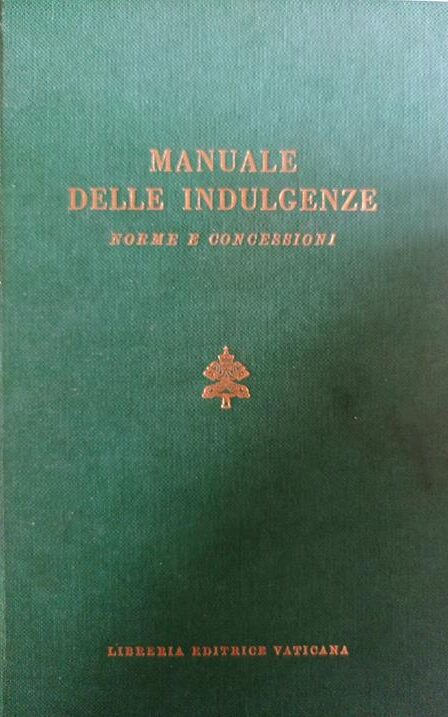 MANUALE
DELLE INDULGENZE
NORME E CONCESSIONI
LIBRERIA EDITRICE VATICANA